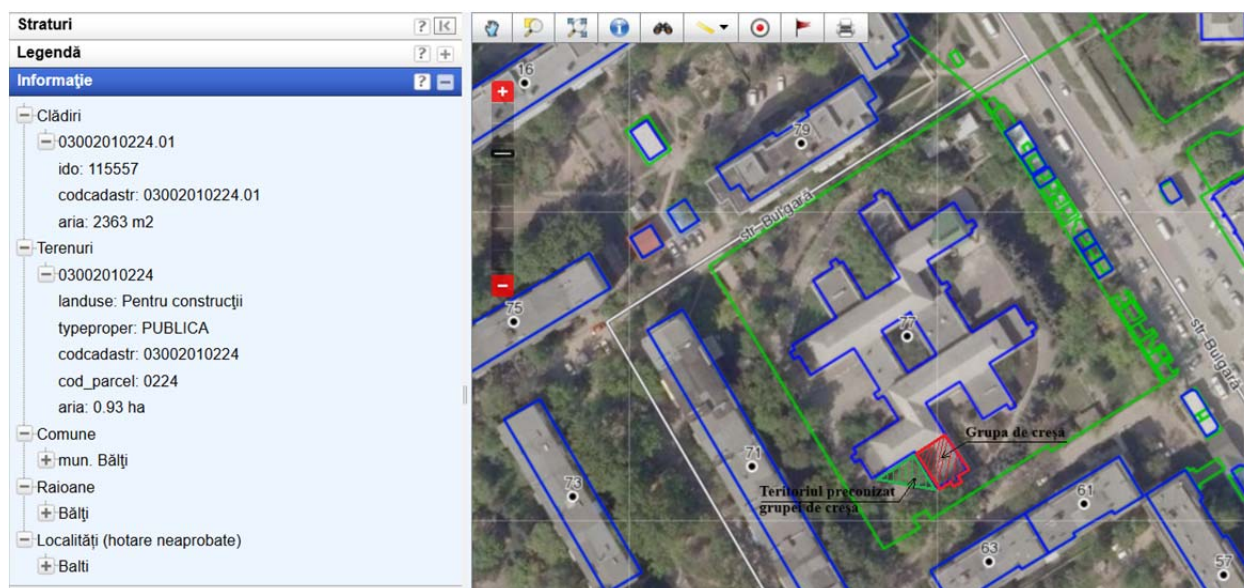 Straturi
Legendă
Informaţie
Clădiri
03002010224.01
ido: 115557
codcadastr: 03002010224.01
aria: 2363 m2
Terenuri
03002010224
landuse: Pentru construcţii
typeproper: PUBLICA
codcadastr: 03002010224
cod_parcel: 0224
aria: 0.93 ha
Comune
mun. Bălţi
Raioane
Bălţi
Localităţi (hotare neaprobate)
Balti
16
79
str. Bulgară
75
77
str. Bulgară
Grupa de creşă
71
73
Teritoriul preconizat
grupei de creşa
61
63
57